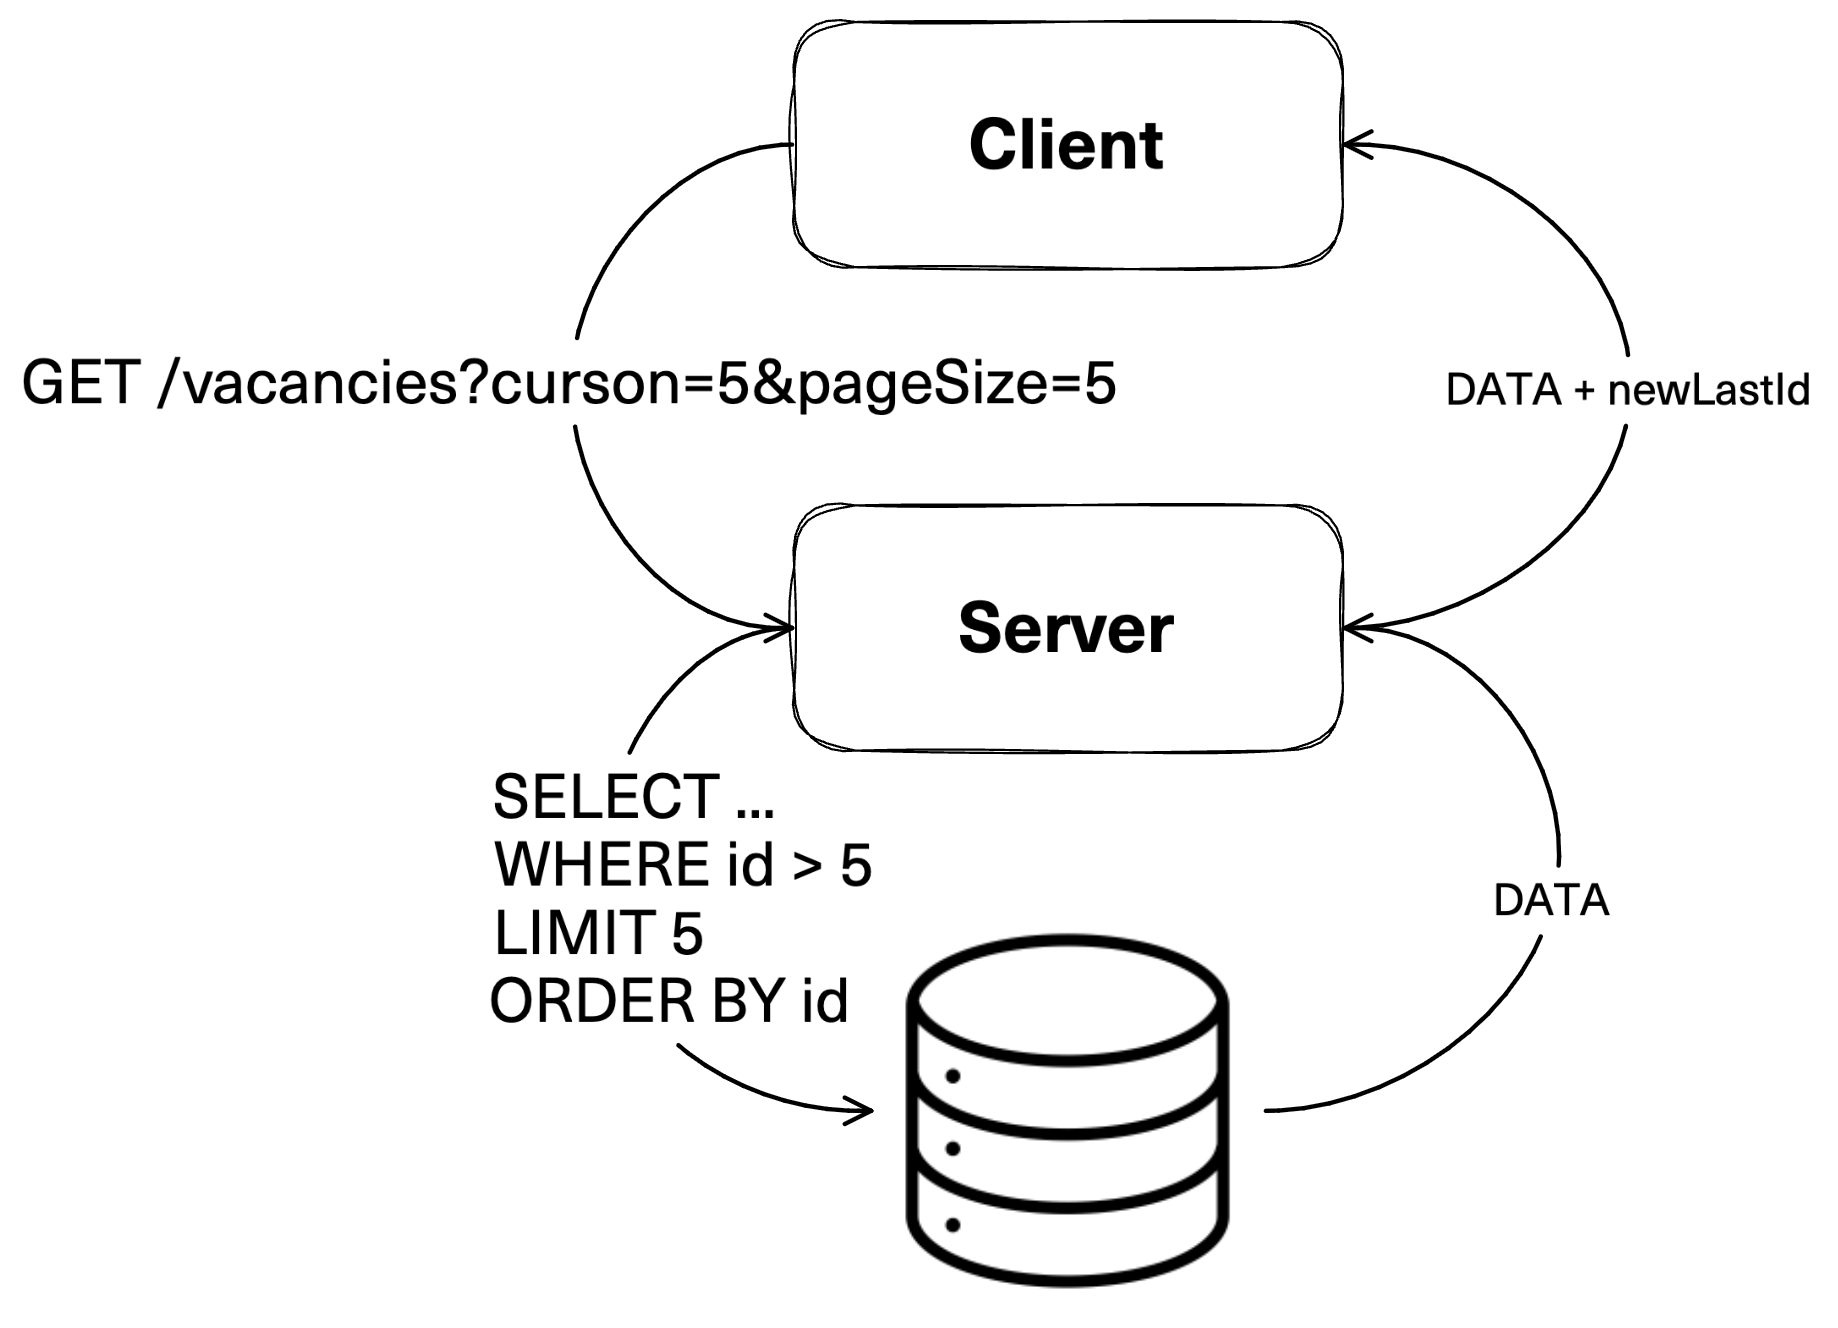 Client
GET /vacancies?curson=5&pageSize=5
DATA + newLastId
Server
SELECT ...
WHERE id > 5
LIMIT 5
ORDER BY id
DATA